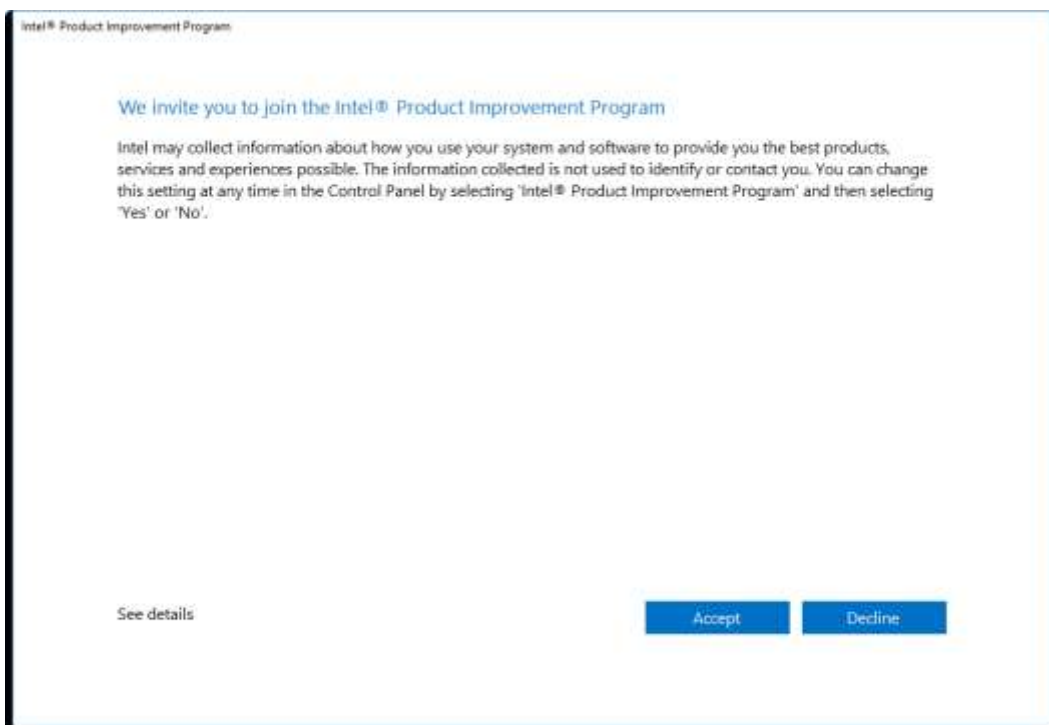 Intel® Product Improvement Program
We invite you to join the Intel® Product Improvement Program
Intel may collect information about how you use your system and software to provide you the best products,
services and experiences possible. The information collected is not used to identify or contact you. You can change
this setting at any time in the Control Panel by selecting 'Intel® Product Improvement Program' and then selecting
'Yes' or 'No'.
See details
Accept
Decline